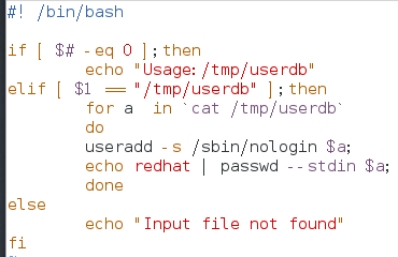 #! /bin/bash
if [ $# -eq 0 ];then
echo "Usage:/tmp/userdb"
elif [ $1 == "/tmp/userdb" ];then
for a in `cat /tmp/userdb`
do
useradd -s /sbin/nologin $a;
echo redhat | passwd --stdin $a;
done
else
echo "Input file not found"
fi